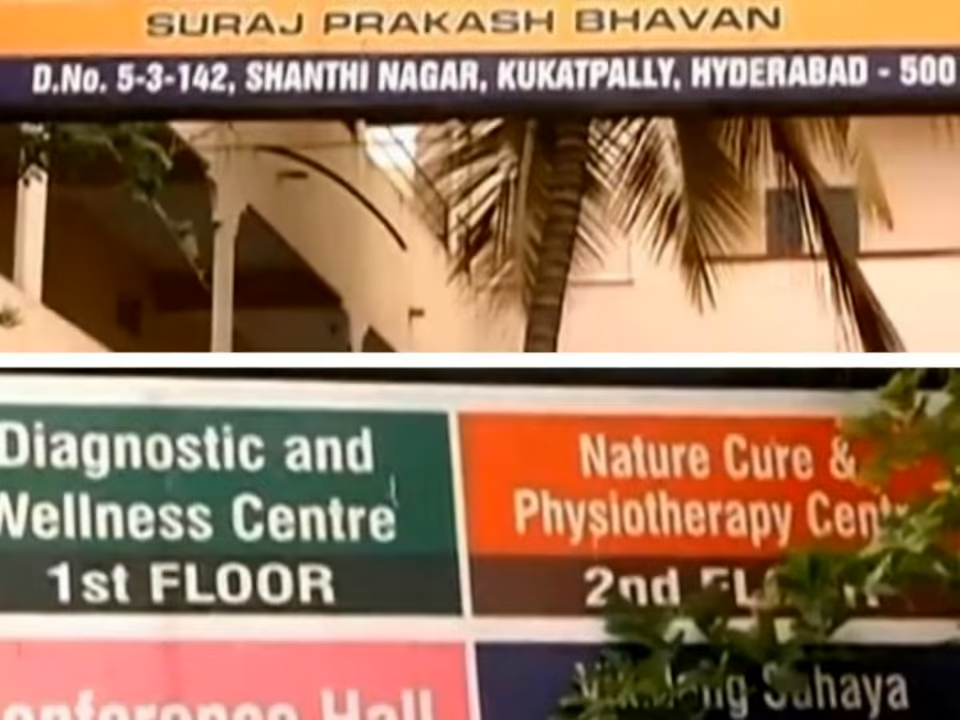 SURAJ PRAKASH BHAVAN
D.No. 5-3-142, SHANTHI NAGAR, KUKATPALLY, HYDERABAD - 500
Diagnostic and
Wellness Centre
1st FLOOR
Nature Cure &
Physiotherapy
2nd
Hall
Sahaya